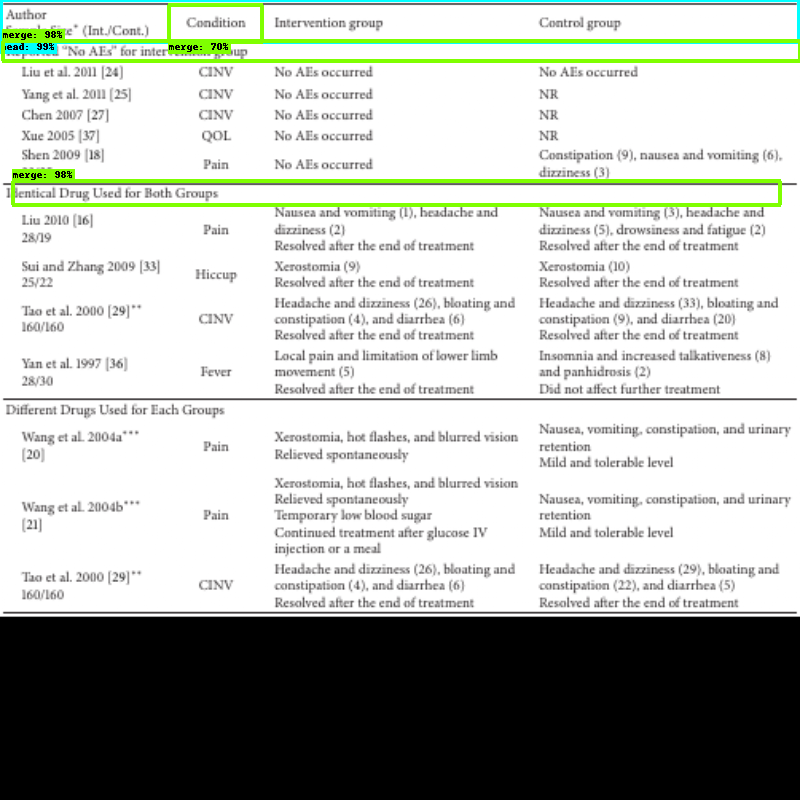 Author
Size* (Int./Cont.)
Condition
Intervention group
Control group
merge: 98%
ead: 99%
merge: 70%
Reported “No AEs” for intervention group
Liu et al. 2011 [24] CINV No AEs occurred No AEs occurred
Yang et al. 2011 [25] CINV No AEs occurred NR
Chen 2007 [27] CINV No AEs occurred NR
Xue 2005 [37] QOL No AEs occurred NR
Shen 2009 [18]
Pain
No AEs occurred
Constipation (9), nausea and vomiting (6),
dizziness (3)
merge: 98%
Identical Drug Used for Both Groups
Liu 2010 [16]
28/19
Pain
Nausea and vomiting (1), headache and
dizziness (2)
Resolved after the end of treatment
Nausea and vomiting (3), headache and
dizziness (5), drowsiness and fatigue (2)
Resolved after the end of treatment
Sui and Zhang 2009 [33]
25/22
Hiccup
Xerostomia (9)
Resolved after the end of treatment
Xerostomia (10)
Resolved after the end of treatment
Tao et al. 2000 [29]**
160/160
CINV
Headache and dizziness (26), bloating and
constipation (4), and diarrhea (6)
Resolved after the end of treatment
Headache and dizziness (33), bloating and
constipation (9), and diarrhea (20)
Resolved after the end of treatment
Yan et al. 1997 [36]
28/30
Fever
Local pain and limitation of lower limb
movement (5)
Resolved after the end of treatment
Insomnia and increased talkativeness (8)
and panhidrosis (2)
Did not affect further treatment
Different Drugs Used for Each Groups
Wang et al. 2004a***
[20]
Pain
Xerostomia, hot flashes, and blurred vision
Relieved spontaneously
Nausea, vomiting, constipation, and urinary
retention
Mild and tolerable level
Wang et al. 2004b***
[21]
Pain
Xerostomia, hot flashes, and blurred vision
Relieved spontaneously
Temporary low blood sugar
Continued treatment after glucose IV
injection or a meal
Nausea, vomiting, constipation, and urinary
retention
Mild and tolerable level
Tao et al. 2000 [29]**
160/160
CINV
Headache and dizziness (26), bloating and
constipation (4), and diarrhea (6)
Resolved after the end of treatment
Headache and dizziness (29), bloating and
constipation (22), and diarrhea (5)
Resolved after the end of treatment